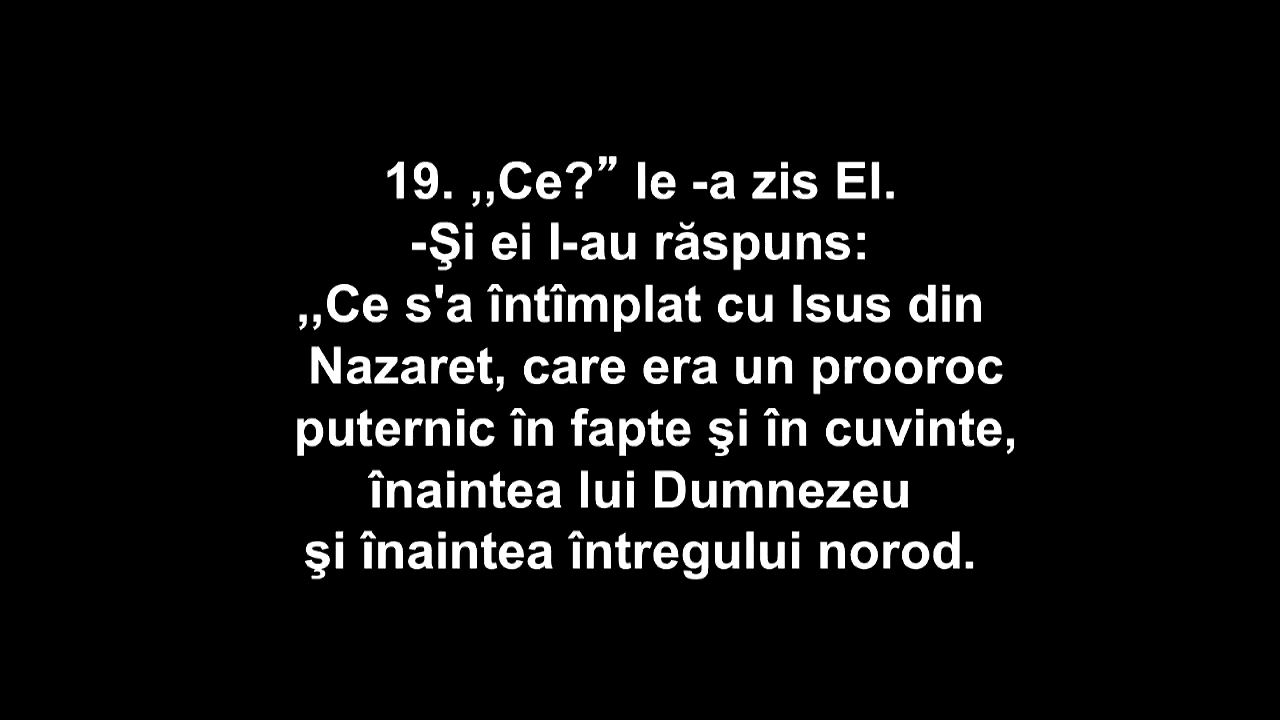 19. ,,Ce?” le -a zis El.
-Şi ei I-au răspuns:
,,Ce s'a întîmplat cu Isus din
Nazaret, care era un prooroc
puternic în fapte şi în cuvinte,
înaintea lui Dumnezeu
şi înaintea întregului norod.